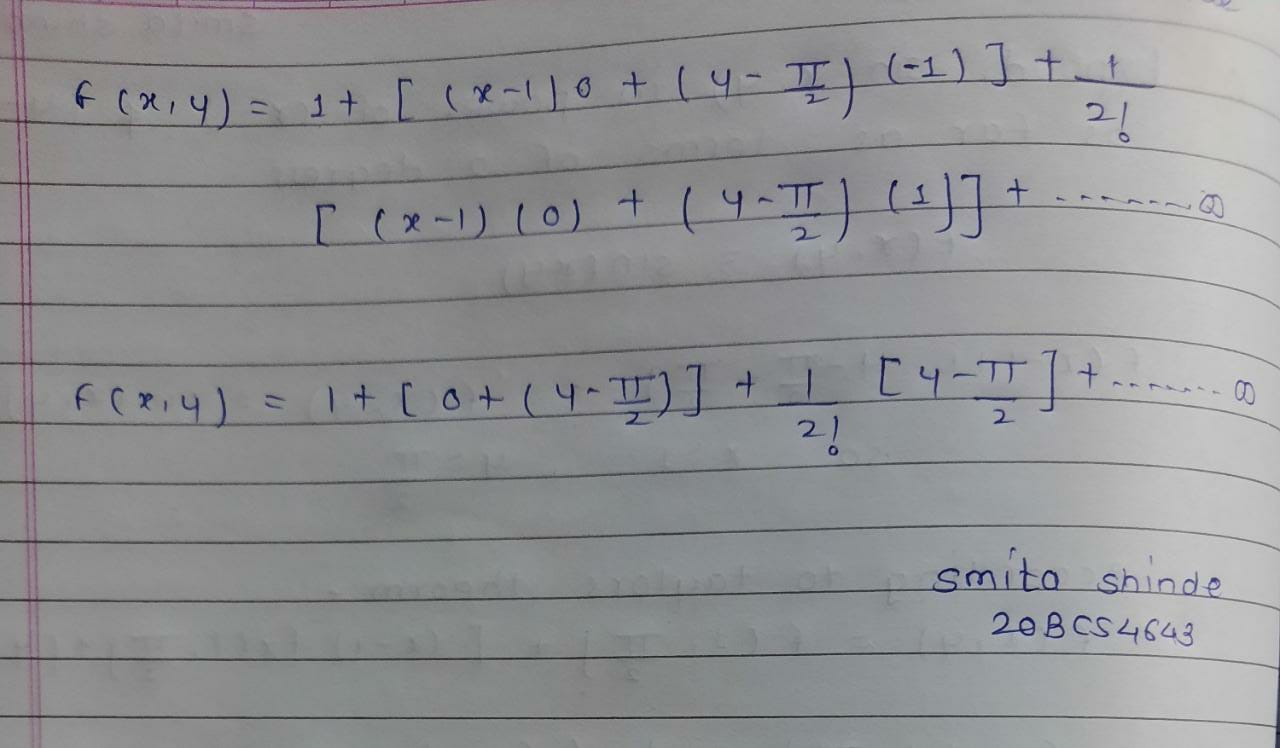 f(x,y) = 1+ [ (x-1)0 + (y-π/2) (-1) ] + 1/2!
[ (x-1) (0) + (y-π/2) (1)] + ------- ∞
f(x,y) = 1+ [ 0+ (y-π/2)] + 1/2! [y-π/2] + ------- ∞
Smita shinde
20BCS4643